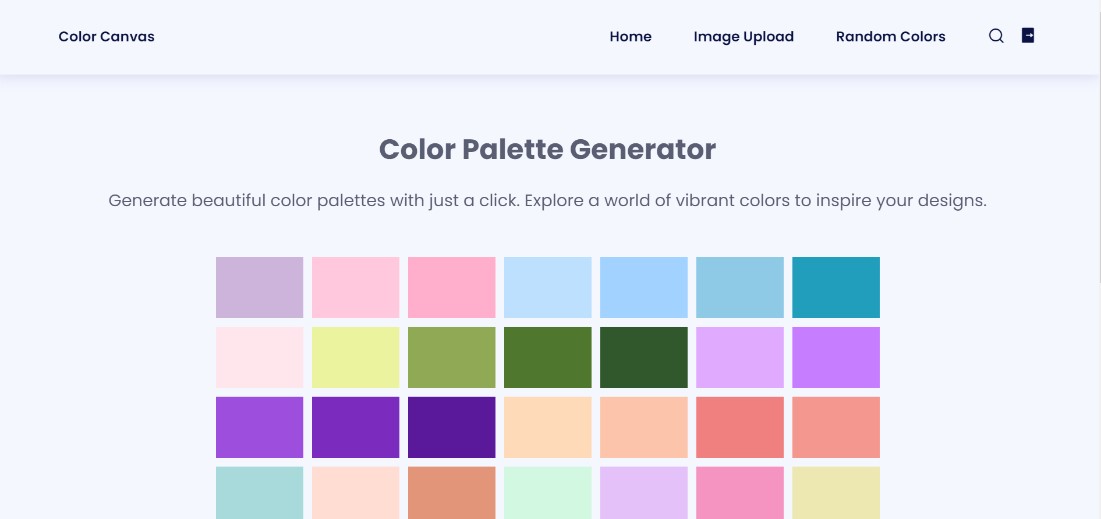 Color Canvas Home Image Upload Random Colors
Color Palette Generator
Generate beautiful color palettes with just a click. Explore a world of vibrant colors to inspire your designs.